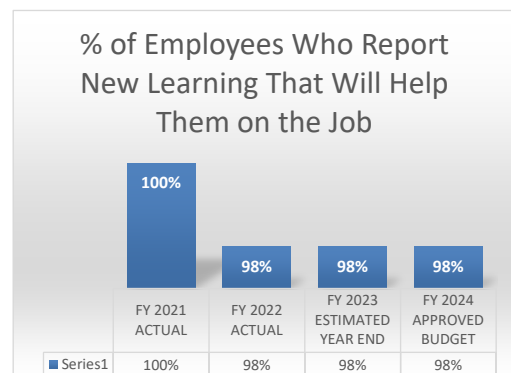 % of Employees Who Report
New Learning That Will Help
Them on the Job
100%
98%
98%
98%
FY 2021
ACTUAL
FY 2022
ACTUAL
FY 2023
ESTIMATED
YEAR END
FY 2024
APPROVED
BUDGET
Series1 100% 98% 98% 98%